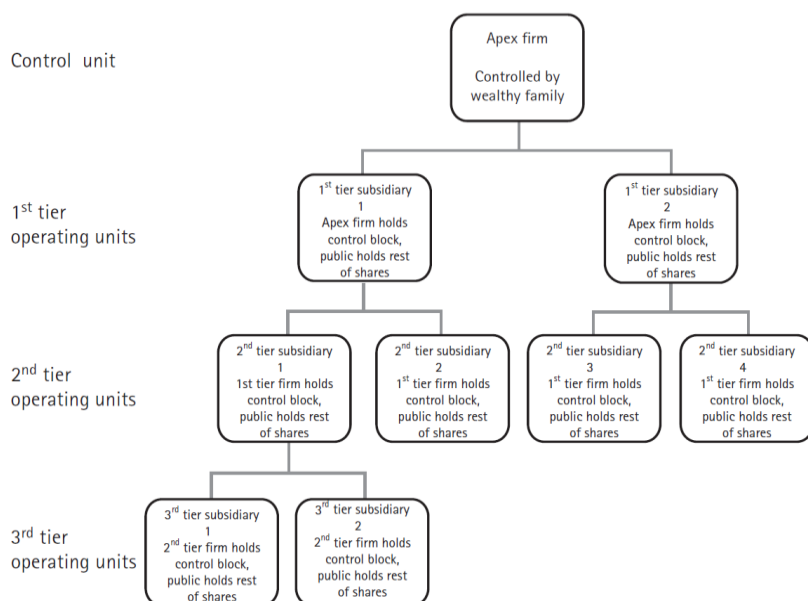 Control unit
Apex firm
Controlled by
wealthy family
1st tier
operating units
1st tier subsidiary
1
Apex firm holds
control block,
public holds rest
of shares
1st tier subsidiary
2
Apex firm holds
control block,
public holds rest
of shares
2nd tier
operating units
2nd tier subsidiary
1
1st tier firm holds
control block,
public holds rest
of shares
2nd tier subsidiary
2
1st tier firm holds
control block,
public holds rest
of shares
2nd tier subsidiary
3
1st tier firm holds
control block,
public holds rest
of shares
2nd tier subsidiary
4
1st tier firm holds
control block,
public holds rest
of shares
3rd tier
operating units
3rd tier subsidiary
1
2nd tier firm holds
control block,
public holds rest
of shares
3rd tier subsidiary
2
2nd tier firm holds
control block,
public holds rest
of shares